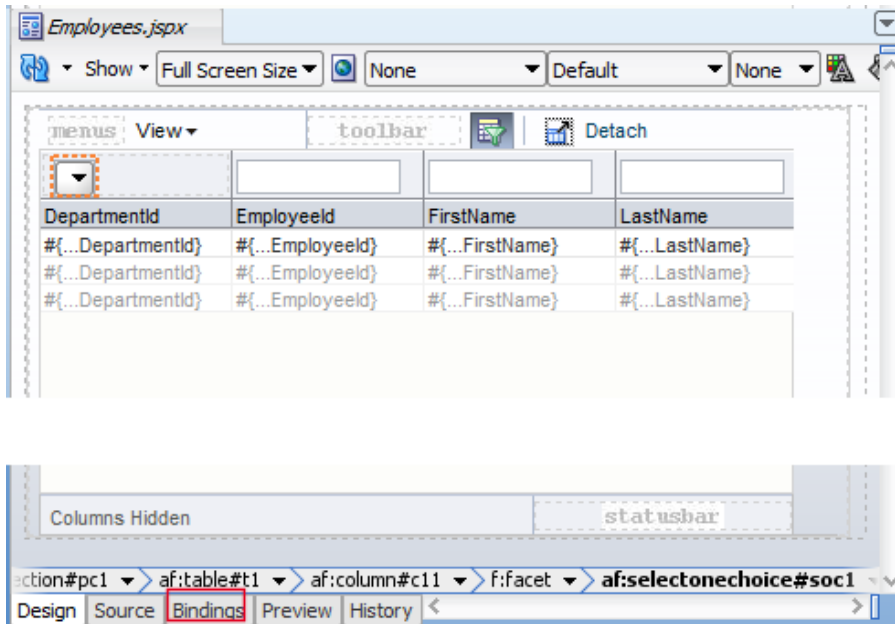 Employees.jspx
Show Full Screen Size None Default None
menus View toolbar Detach
DepartmentId EmployeeId FirstName LastName
#{...DepartmentId} #{...EmployeeId} #{...FirstName} #{...LastName}
#{...DepartmentId} #{...EmployeeId} #{...FirstName} #{...LastName}
#{...DepartmentId} #{...EmployeeId} #{...FirstName} #{...LastName}
Columns Hidden statusbar
ection#pc1 af:table#t1 af:column#c11 f:facet af:selectonechoice#soc1
Design Source Bindings Preview History